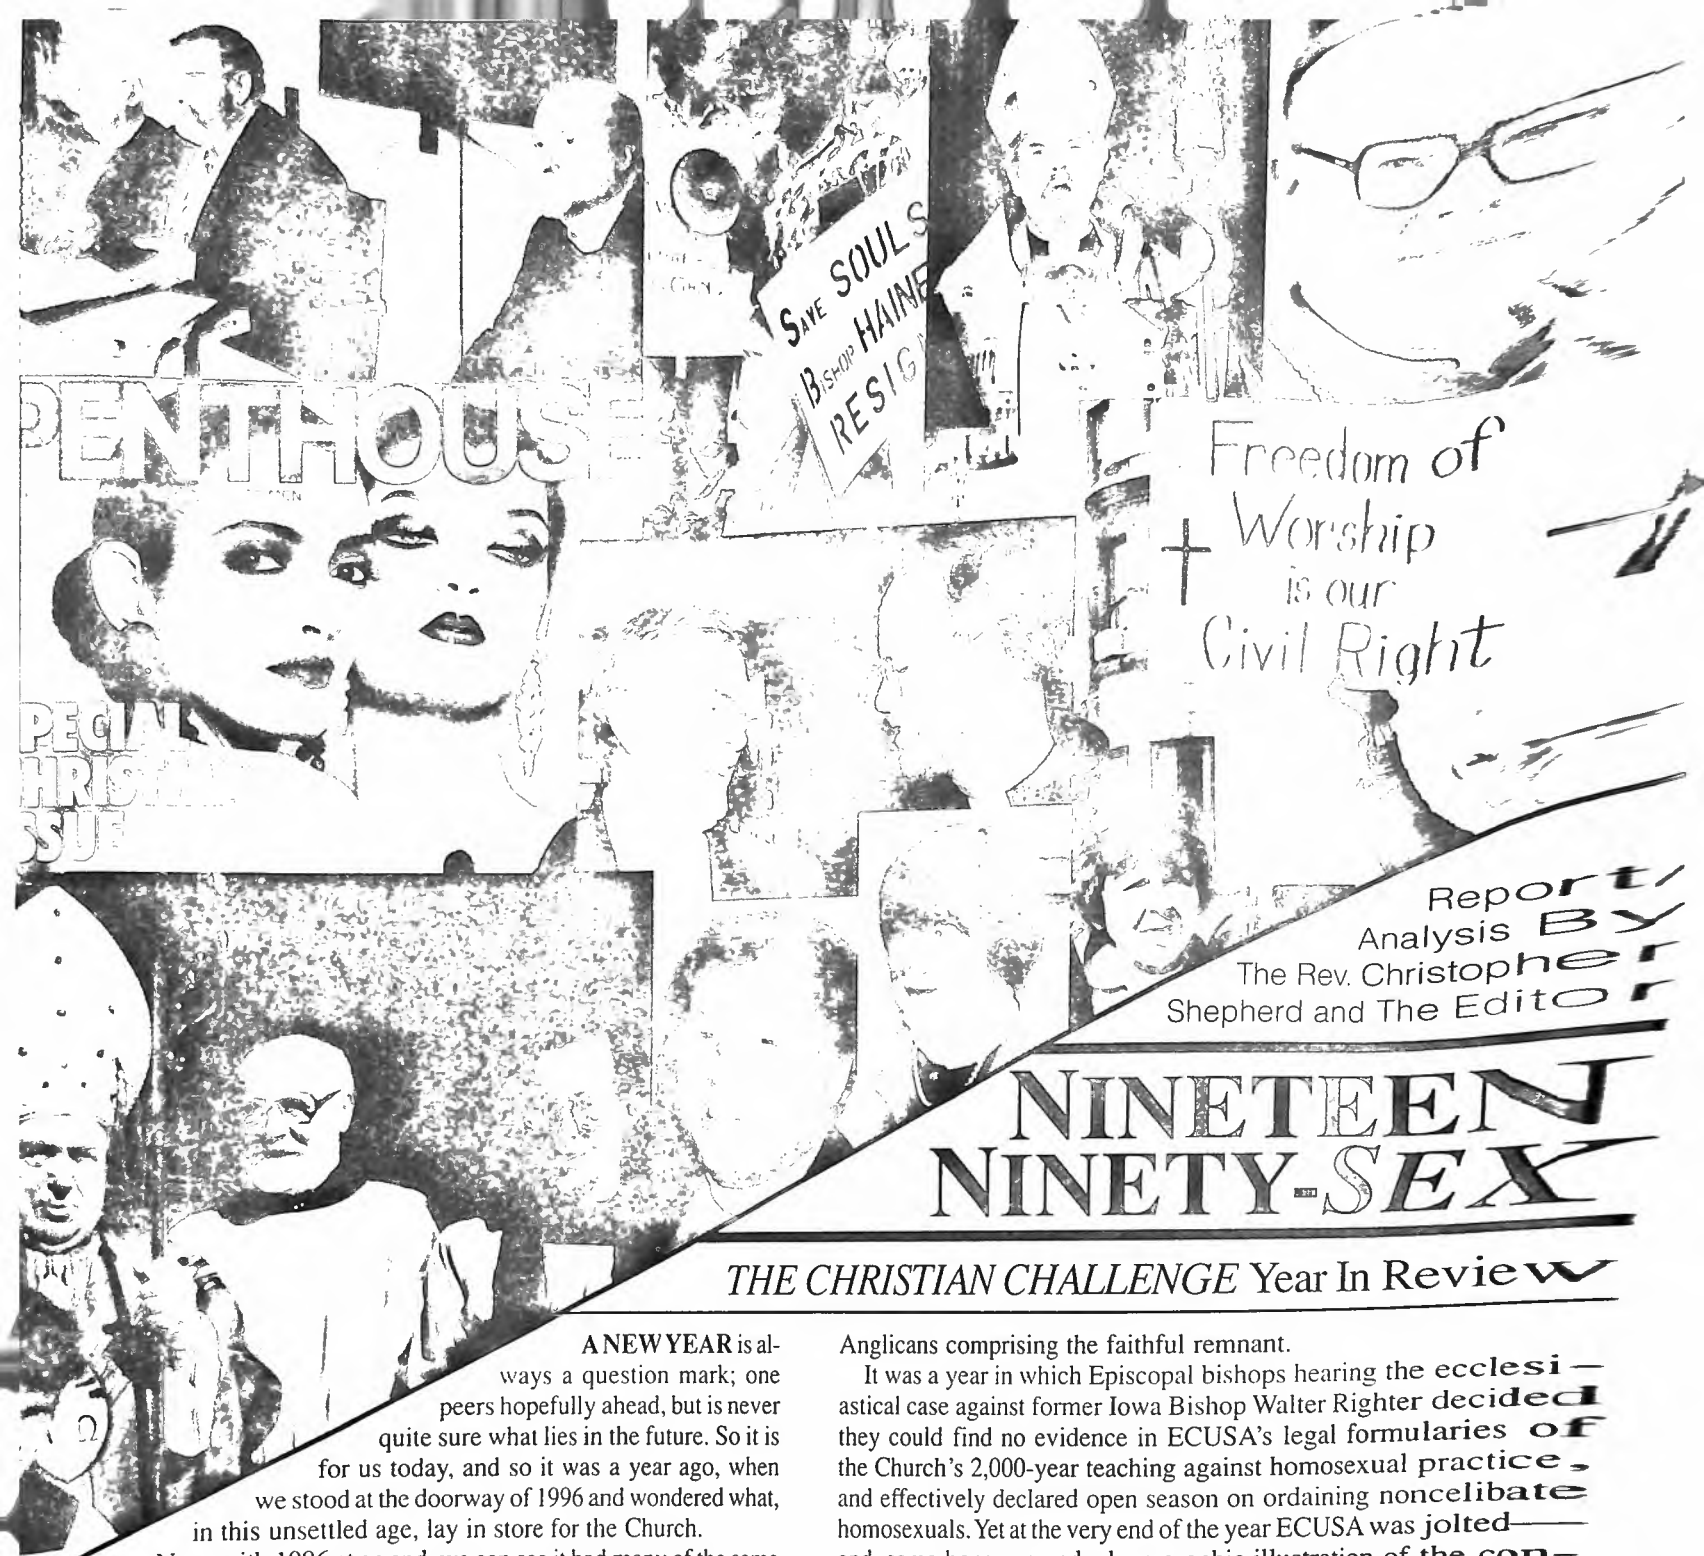 SAVE SOULS
BISHOP HAINE
RESIG
PENTHOUSE
Freedom of
Worship
is our
Civil Right
PECIAL
HRISTMA
SSUE
Report/
Analysis By
The Rev. Christopher
Shepherd and The Editor
NINETEEN
NINETY-SEX
THE CHRISTIAN CHALLENGE Year In Review
A NEW YEAR is al-
ways a question mark; one
peers hopefully ahead, but is never
quite sure what lies in the future. So it is
for us today, and so it was a year ago, when
we stood at the doorway of 1996 and wondered what,
in this unsettled age, lay in store for the Church.
Anglicans comprising the faithful remnant.
It was a year in which Episcopal bishops hearing the ecclesi-
astical case against former Iowa Bishop Walter Righter decided
they could find no evidence in ECUSA's legal formularies of
the Church's 2,000-year teaching against homosexual practice,
and effectively declared open season on ordaining noncelibate
homosexuals. Yet at the very end of the year ECUSA was jolted—